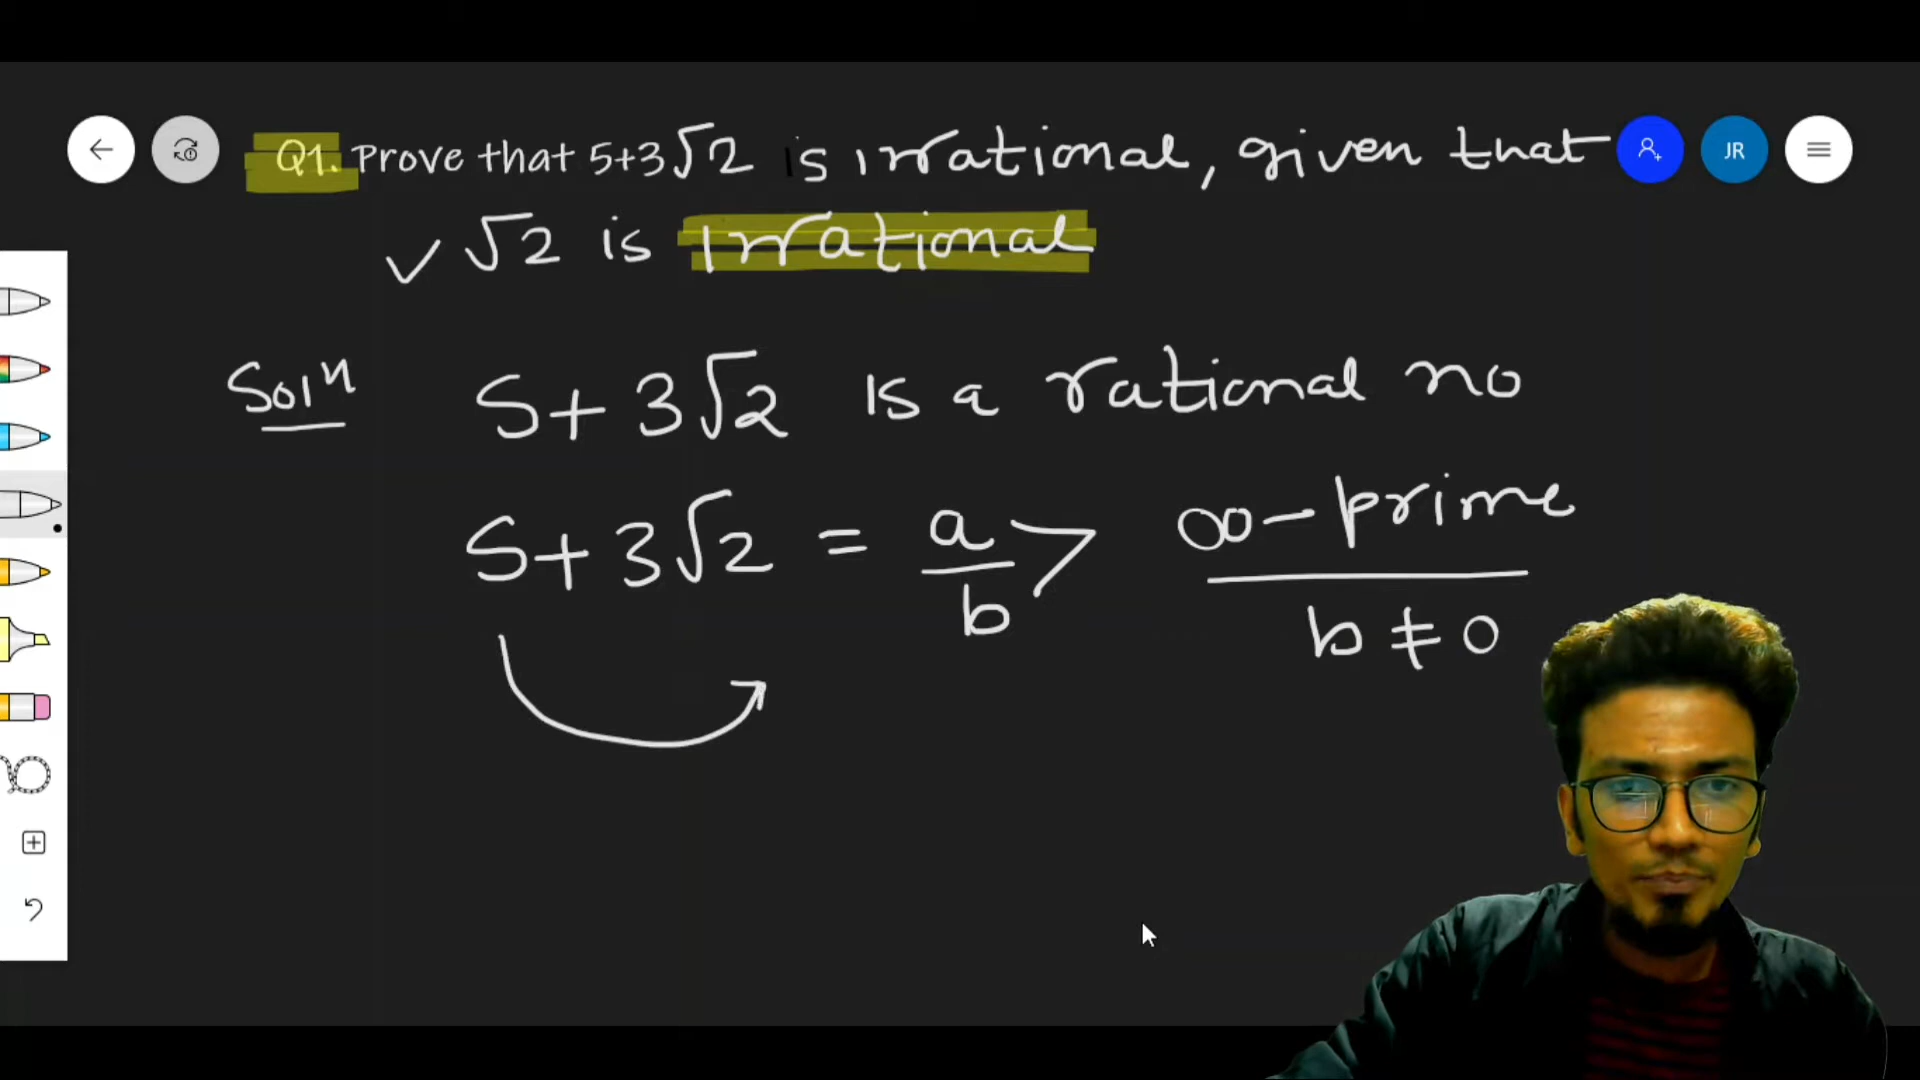 Q1. Prove that 5+3√2 is irrational, given that
JR
✓ √2 is irrational
Soln 5+ 3√2 is a rational no
5+ 3√2 = a/b > co-prime
b ≠ 0